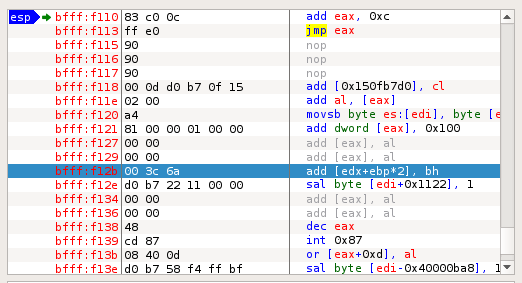 esp bfff:f110 83 c0 0c add eax, 0xc
bfff:f113 ff e0 jmp eax
bfff:f115 90 nop
bfff:f116 90 nop
bfff:f117 90 nop
bfff:f118 00 0d d0 b7 0f 15 add [0x150fb7d0], cl
bfff:f11e 02 00 add al, [eax]
bfff:f120 a4 movsb byte es:[edi], byte [e
bfff:f121 81 00 00 01 00 00 add dword [eax], 0x100
bfff:f127 00 00 add [eax], al
bfff:f129 00 00 add [eax], al
bfff:f12b 00 3c 6a add [edx+ebp*2], bh
bfff:f12e d0 b7 22 11 00 00 sal byte [edi+0x1122], 1
bfff:f134 00 00 add [eax], al
bfff:f136 00 00 add [eax], al
bfff:f138 48 dec eax
bfff:f139 cd 87 int 0x87
bfff:f13b 08 40 0d or [eax+0xd], al
bfff:f13e d0 b7 58 f4 ff bf sal byte [edi-0x40000ba8], 1